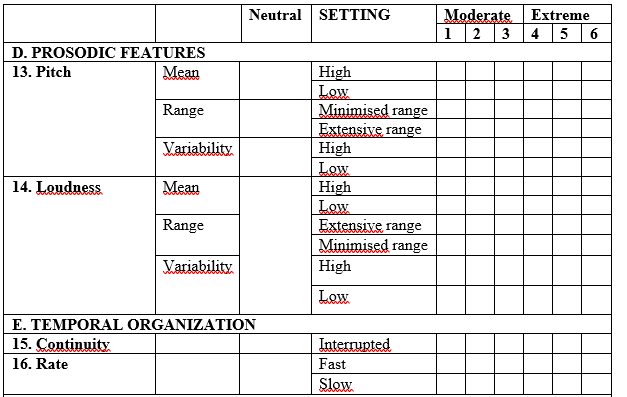 Neutral SETTING Moderate Extreme
1 2 3 4 5 6
D. PROSODIC FEATURES
13. Pitch Mean High
Low
Range Minimised range
Extensive range
Variability High
Low
14. Loudness Mean High
Low
Range Extensive range
Minimised range
Variability High
Low
E. TEMPORAL ORGANIZATION
15. Continuity Interrupted
16. Rate Fast
Slow